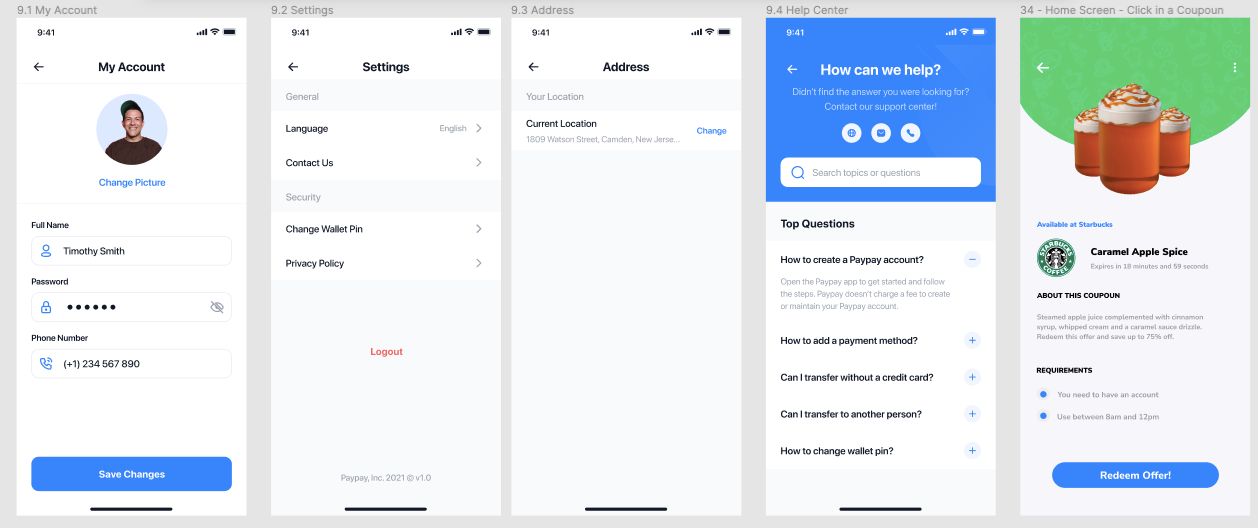 9.1 My Account
9:41
My Account
Change Picture
Full Name
Timothy Smith
Password
Phone Number
(+1) 234 567 890
Save Changes
9.2 Settings
9:41
Settings
General
Language
English
Contact Us
Security
Change Wallet Pin
Privacy Policy
Logout
Paypay, Inc. 2021 @ v1.0
9.3 Address
9:41
Address
Your Location
Current Location
1809 Watson Street, Camden, New Jerse...
Change
9.4 Help Center
9:41
How can we help?
Didn't find the answer you were looking for?
Contact our support center!
Search topics or questions
Top Questions
How to create a Paypay account?
Open the Paypay app to get started and follow
the steps. Paypay doesn't charge a fee to create
or maintain your Paypay account.
How to add a payment method?
Can I transfer without a credit card?
Can I transfer to another person?
How to change wallet pin?
34 - Home Screen - Click in a Coupoun
Available at Starbucks
STARBUCKS
COFFEE
Caramel Apple Spice
Expires in 18 minutes and 59 seconds
ABOUT THIS COUPON
Steamed apple juice complemented with cinnamon
syrup, whipped cream and a caramel sauce drizzle.
Redeem this offer and save up to 75% off.
REQUIREMENTS
You need to have an account
Use between 8am and 12pm
Redeem Offer!